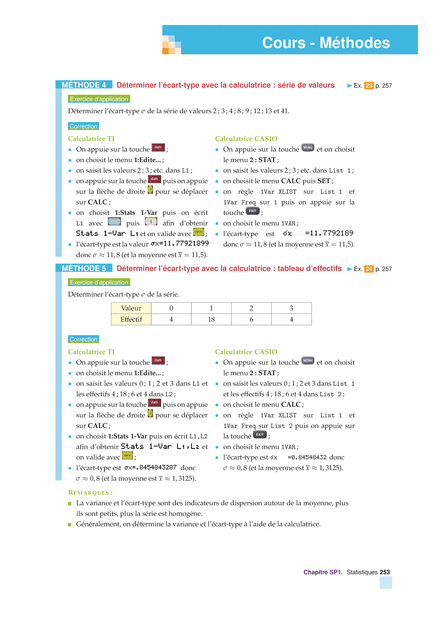 Cours - Méthodes
MÉTHODE 4 Déterminer l'écart-type avec la calculatrice : série de valeurs ► Ex. 23 p. 257
Exercice d'application
Déterminer l'écart-type σ de la série de valeurs 2 ; 3 ; 4 ; 8 ; 9 ; 12 ; 13 et 41.
Correction
Calculatrice TI
• On appuie sur la touche ;
• on choisit le menu 1:Edite... ;
• on saisit les valeurs 2 ; 3 ; etc. dans L1 ;
• on appuie sur la touche puis on appuie
sur la flèche de droite pour se déplacer
sur CALC ;
• on choisit 1:Stats 1-Var puis on écrit
L1 avec puis 1 afin d'obtenir
Stats 1-Var L1 et on valide avec ;
• l'écart-type est la valeur σx=11.77921899
donc σ ≈ 11,8 (et la moyenne est x̅ = 11,5).
Calculatrice CASIO
• On appuie sur la touche MENU et on choisit
le menu 2 : STAT ;
• on saisit les valeurs 2 ; 3 ; etc. dans List 1 ;
• on choisit le menu CALC puis SET ;
• on règle 1Var XLIST sur List 1 et
1Var Freq sur 1 puis on appuie sur la
touche EXIT ;
• on choisit le menu 1VAR ;
• l'écart-type est σx =11.7792189
donc σ ≈ 11,8 (et la moyenne est x̅ = 11,5).
MÉTHODE 5 Déterminer l'écart-type avec la calculatrice : tableau d'effectifs ► Ex. 24 p. 257
Exercice d'application
Déterminer l'écart-type σ de la série.
Valeur 0 1 2 3
Effectif 4 18 6 4
Correction
Calculatrice TI
• On appuie sur la touche ;
• on choisit le menu 1:Edite... ;
• on saisit les valeurs 0 ; 1 ; 2 et 3 dans L1 et
les effectifs 4 ; 18 ; 6 et 4 dans L2 ;
• on appuie sur la touche puis on appuie
sur la flèche de droite pour se déplacer
sur CALC ;
• on choisit 1:Stats 1-Var puis on écrit L1,L2
afin d'obtenir Stats 1-Var L1,L2 et
on valide avec ;
• l'écart-type est σx=.8454843287 donc
σ ≈ 0,8 (et la moyenne est x̅ ≈ 1,3125).
Calculatrice CASIO
• On appuie sur la touche MENU et on choisit
le menu 2 : STAT ;
• on saisit les valeurs 0 ; 1 ; 2 et 3 dans List 1
et les effectifs 4 ; 18 ; 6 et 4 dans List 2 ;
• on choisit le menu CALC ;
• on règle 1Var XLIST sur List 1 et
1Var Freq sur List 2 puis on appuie sur
la touche EXIT ;
• on choisit le menu 1VAR ;
• l'écart-type est σx =0.84548432 donc
σ ≈ 0,8 (et la moyenne est x̅ ≈ 1,3125).
REMARQUES :
■ La variance et l'écart-type sont des indicateurs de dispersion autour de la moyenne, plus
ils sont petits, plus la série est homogène.
■ Généralement, on détermine la variance et l'écart-type à l'aide de la calculatrice.
Chapitre SP1. Statistiques 253